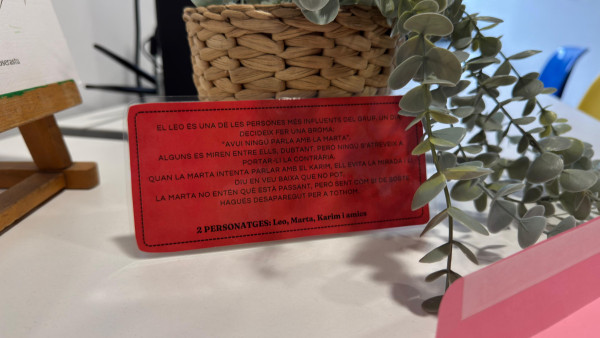 EL LEO ÉS UNA DE LES PERSONES MÉS INFLUENTS DEL GRUP. UN
DECIDEIX FER UNA BROMA:
"AVUI NINGÚ PARLA AMB LA MARTA".
ALGUNS ES MIREN ENTRE ELLS, DUBTANT, PERÒ NINGÚ S'ATREVEIX A
PORTAR-LI LA CONTRÀRIA.
QUAN LA MARTA INTENTA PARLAR AMB EL KARIM, ELL EVITA LA MIRADA I
DIU EN VEU BAIXA QUE NO POT.
LA MARTA NO ENTÉN QUÈ ESTÀ PASSANT, PERÒ SENT COM SI DE
HAGUÉS DESAPAREGUT PER A TOTHOM.
2 PERSONATGES: Leo, Marta, Karim i amics